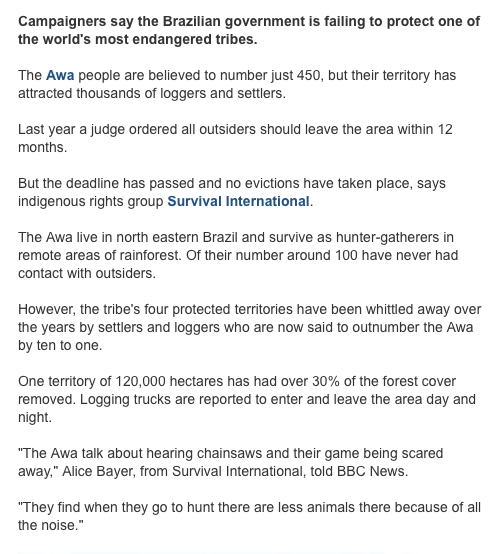 Campaigners say the Brazilian government is failing to protect one of
the world's most endangered tribes.
The Awa people are believed to number just 450, but their territory has
attracted thousands of loggers and settlers.
Last year a judge ordered all outsiders should leave the area within 12
months.
But the deadline has passed and no evictions have taken place, says
indigenous rights group Survival International.
The Awa live in north eastern Brazil and survive as hunter-gatherers in
remote areas of rainforest. Of their number around 100 have never had
contact with outsiders.
However, the tribe's four protected territories have been whittled away over
the years by settlers and loggers who are now said to outnumber the Awa
by ten to one.
One territory of 120,000 hectares has had over 30% of the forest cover
removed. Logging trucks are reported to enter and leave the area day and
night.
"The Awa talk about hearing chainsaws and their game being scared
away," Alice Bayer, from Survival International, told BBC News.
"They find when they go to hunt there are less animals there because of all
the noise."